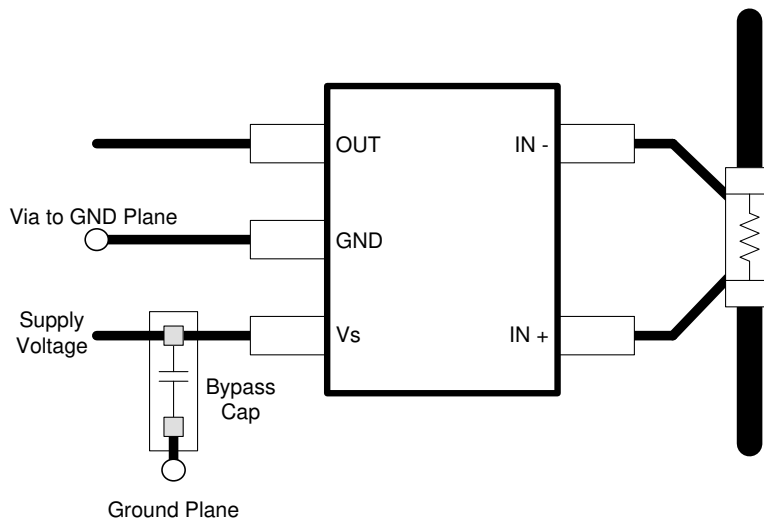 OUT
IN -
Via to GND Plane
GND
Supply
Voltage
Vs
IN +
Bypass
Cap
Ground Plane